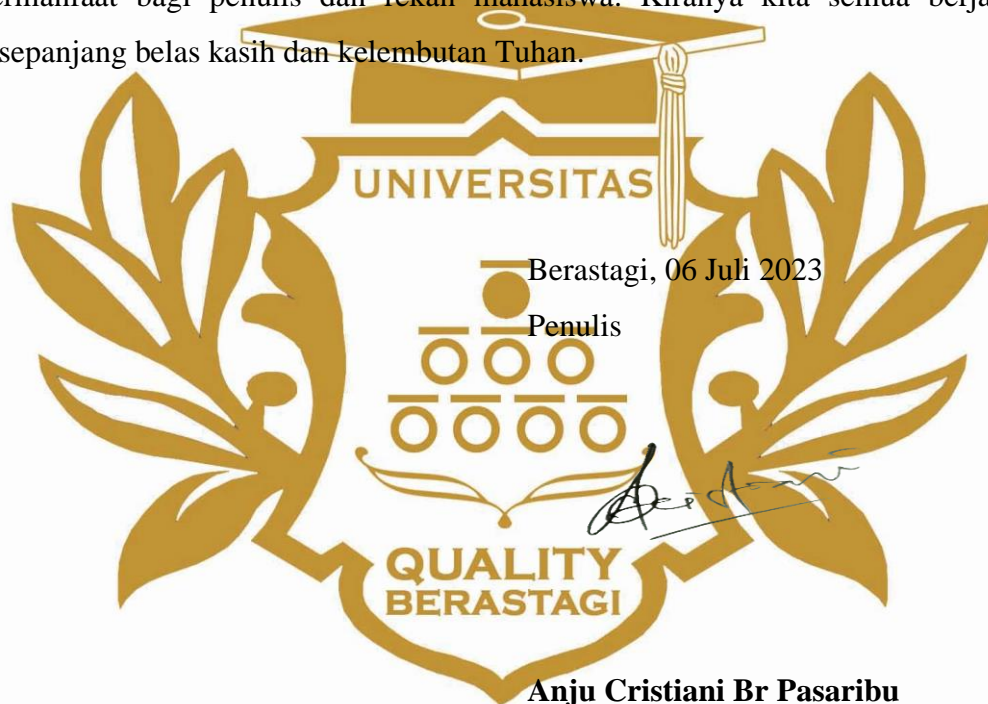 ermanfaat bagi penulis dan rekan mahasiswa. Kiranya kita semua berja
sepanjang belas kasih dan kelembutan Tuhan.
UNIVERSITAS
Berastagi, 06 Juli 2023
Penulis
QUALITY
BERASTAGI
Anju Cristiani Br Pasaribu